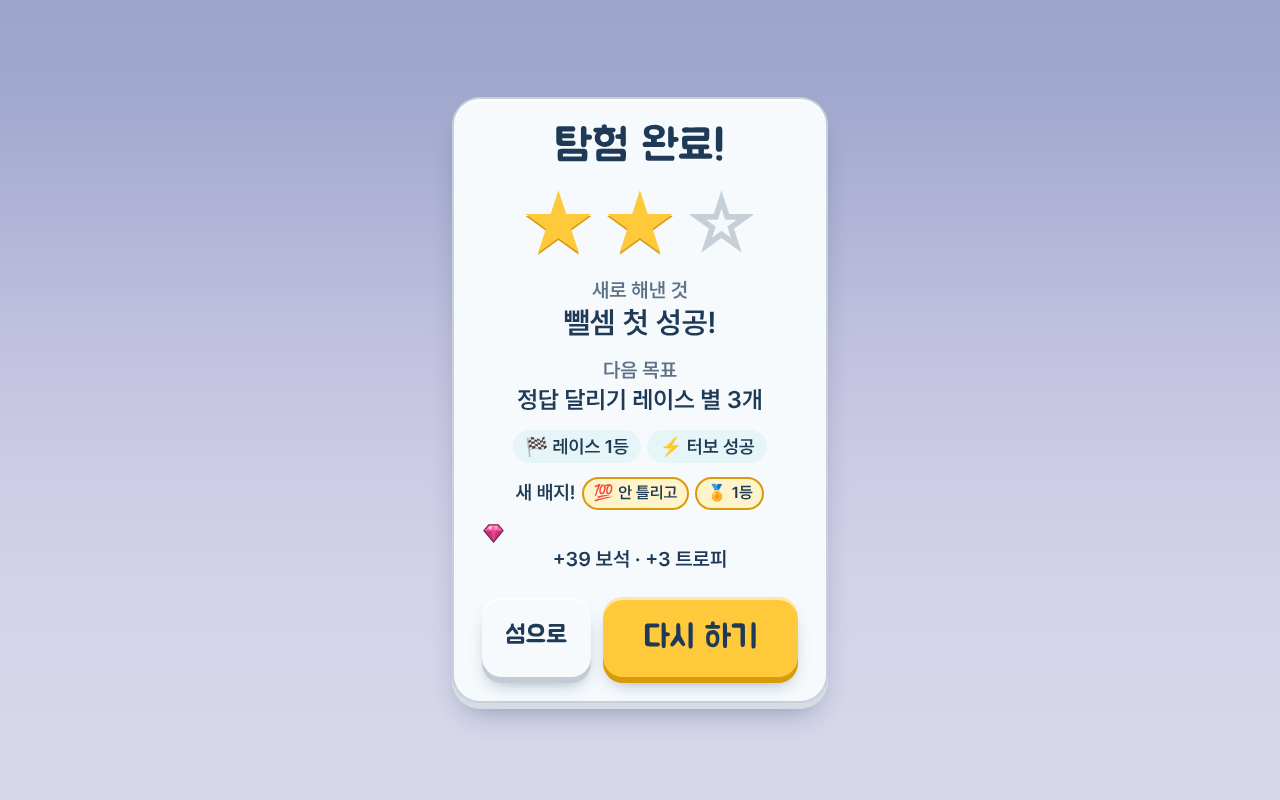 탐험 완료!
새로 해낸 것
뺄셈 첫 성공!
다음 목표
정답 달리기 레이스 별 3개
🏁 레이스 1등 ⚡ 터보 성공
새 배지! 💯 안 틀리고 🏅 1등
+39 보석 · +3 트로피
섬으로 다시 하기